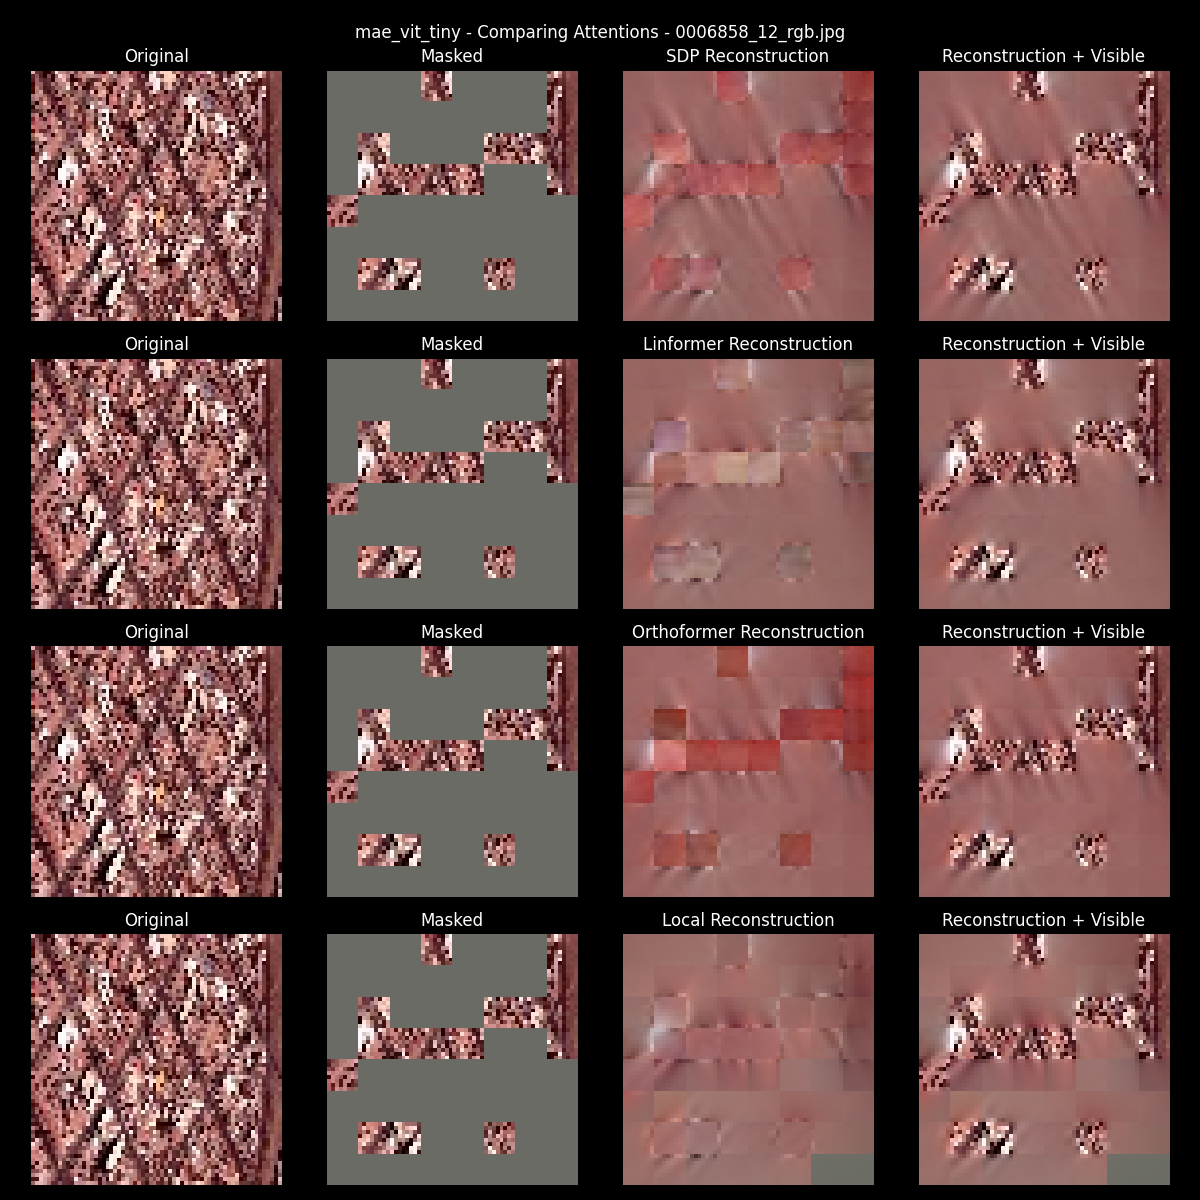 mae_vit_tiny - Comparing Attentions - 0006858_12_rgb.jpg
Original Masked SDP Reconstruction Reconstruction + Visible
Original Masked Linformer Reconstruction Reconstruction + Visible
Original Masked Orthoformer Reconstruction Reconstruction + Visible
Original Masked Local Reconstruction Reconstruction + Visible